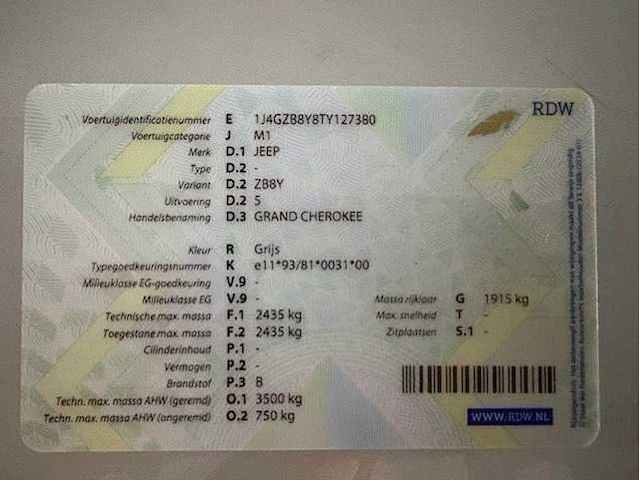 RDW
Voertuigidentificatienummer E 1J4GZB8Y8TY127380
Voertuigcategorie J M1
Merk D.1 JEEP
Type D.2 -
Variant D.2 ZB8Y
Uitvoering D.2 5
Handelsbenaming D.3 GRAND CHEROKEE
Kleur R Grijs
Typegoedkeuringsnummer K e11*93/81*0031*00
Milieuklasse EG-goedkeuring V.9 -
Milieuklasse EG V.9 - Massa rijklaar G 1915 kg
Technische max. massa F.1 2435 kg Max. snelheid T -
Toegestane max. massa F.2 2435 kg Zitplaatsen S.1 -
Cilinderinhoud P.1 -
Vermogen P.2 -
Brandstof P.3 B
Techn. max. massa AHW (geremd) O.1 3500 kg
Techn. max. massa AHW (ongeremd) O.2 750 kg
WWW.RDW.NL